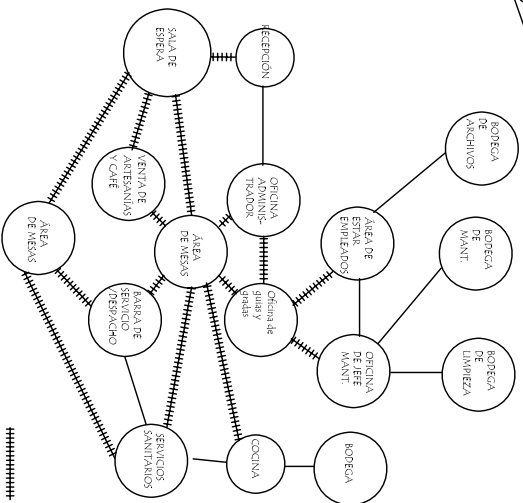 SALA DE
ESPERA
RECEPCIÓN
VENTA DE
ARTESANÍAS
Y CAFÉ
OFICINA
ADMINIS-
TRADOR
BODEGA
DE
ARCHIVOS
ÁREA
DE MESAS
ÁREA
DE MESAS
ÁREA DE
ESTAR
EMPLEADOS
BODEGA
DE
MANT.
BARRA DE
SERVICIO
/DESPACHO
Oficina de
guias y
gradas
OFICINA
DE JEFE
MANT.
BODEGA
DE
LIMPIEZA
SERVICIOS
SANITARIOS
COCINA
BODEGA